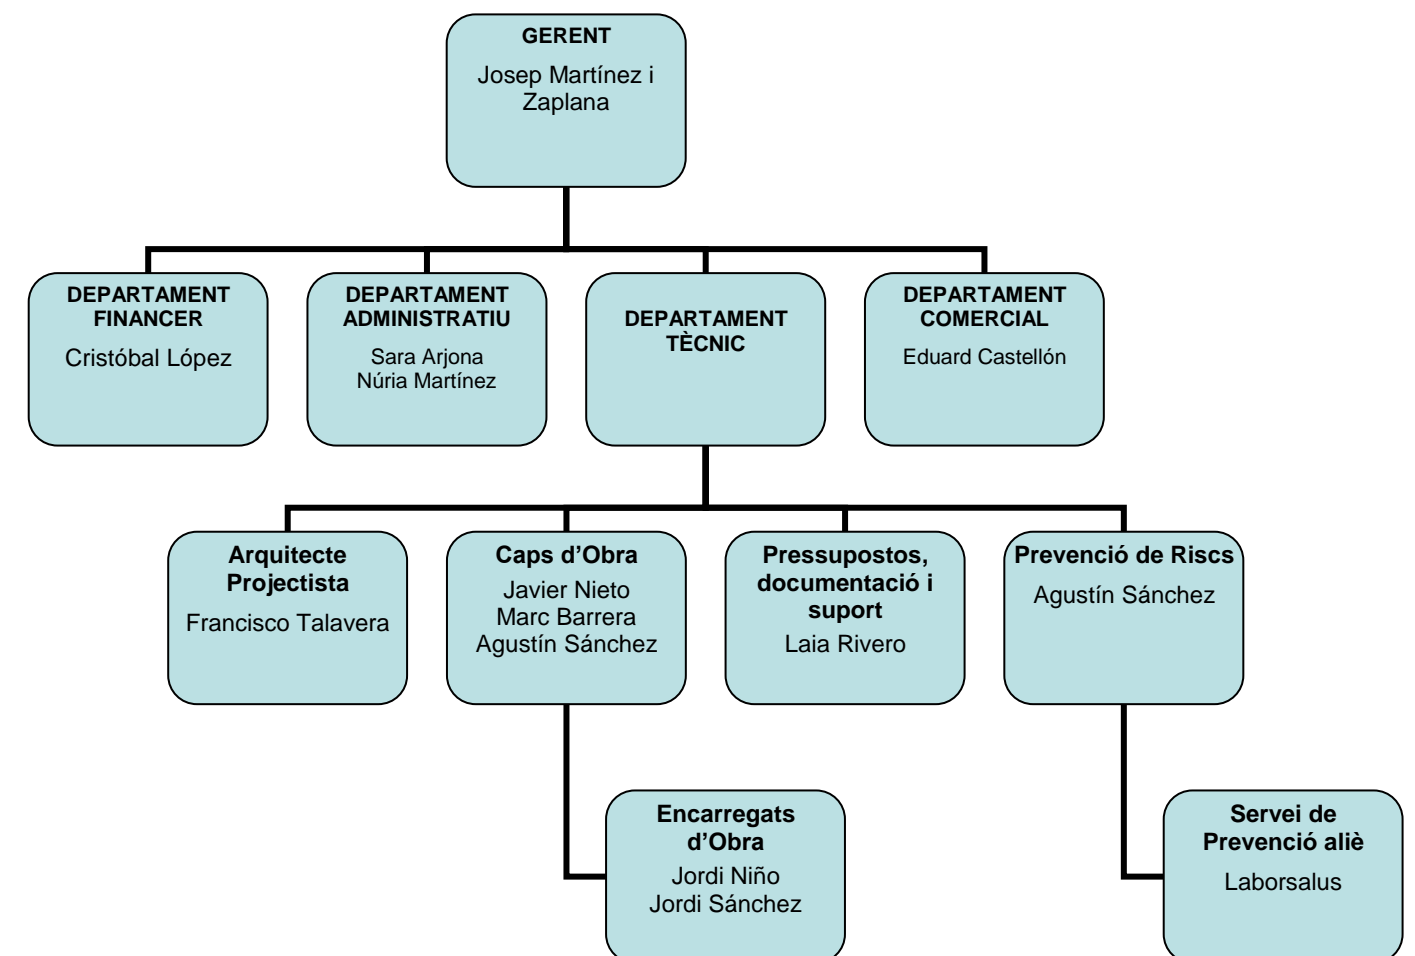 GERENT
Josep Martínez i
Zaplana
DEPARTAMENT
FINANCER
Cristóbal López
DEPARTAMENT
ADMINISTRATIU
Sara Arjona
Núria Martínez
DEPARTAMENT
TÈCNIC
DEPARTAMENT
COMERCIAL
Eduard Castellón
Arquitecte
Projectista
Francisco Talavera
Caps d’Obra
Javier Nieto
Marc Barrera
Agustín Sánchez
Pressupostos,
documentació i
suport
Laia Rivero
Prevenció de Riscs
Agustín Sánchez
Encarregats
d’Obra
Jordi Niño
Jordi Sánchez
Servei de
Prevenció aliè
Laborsalus